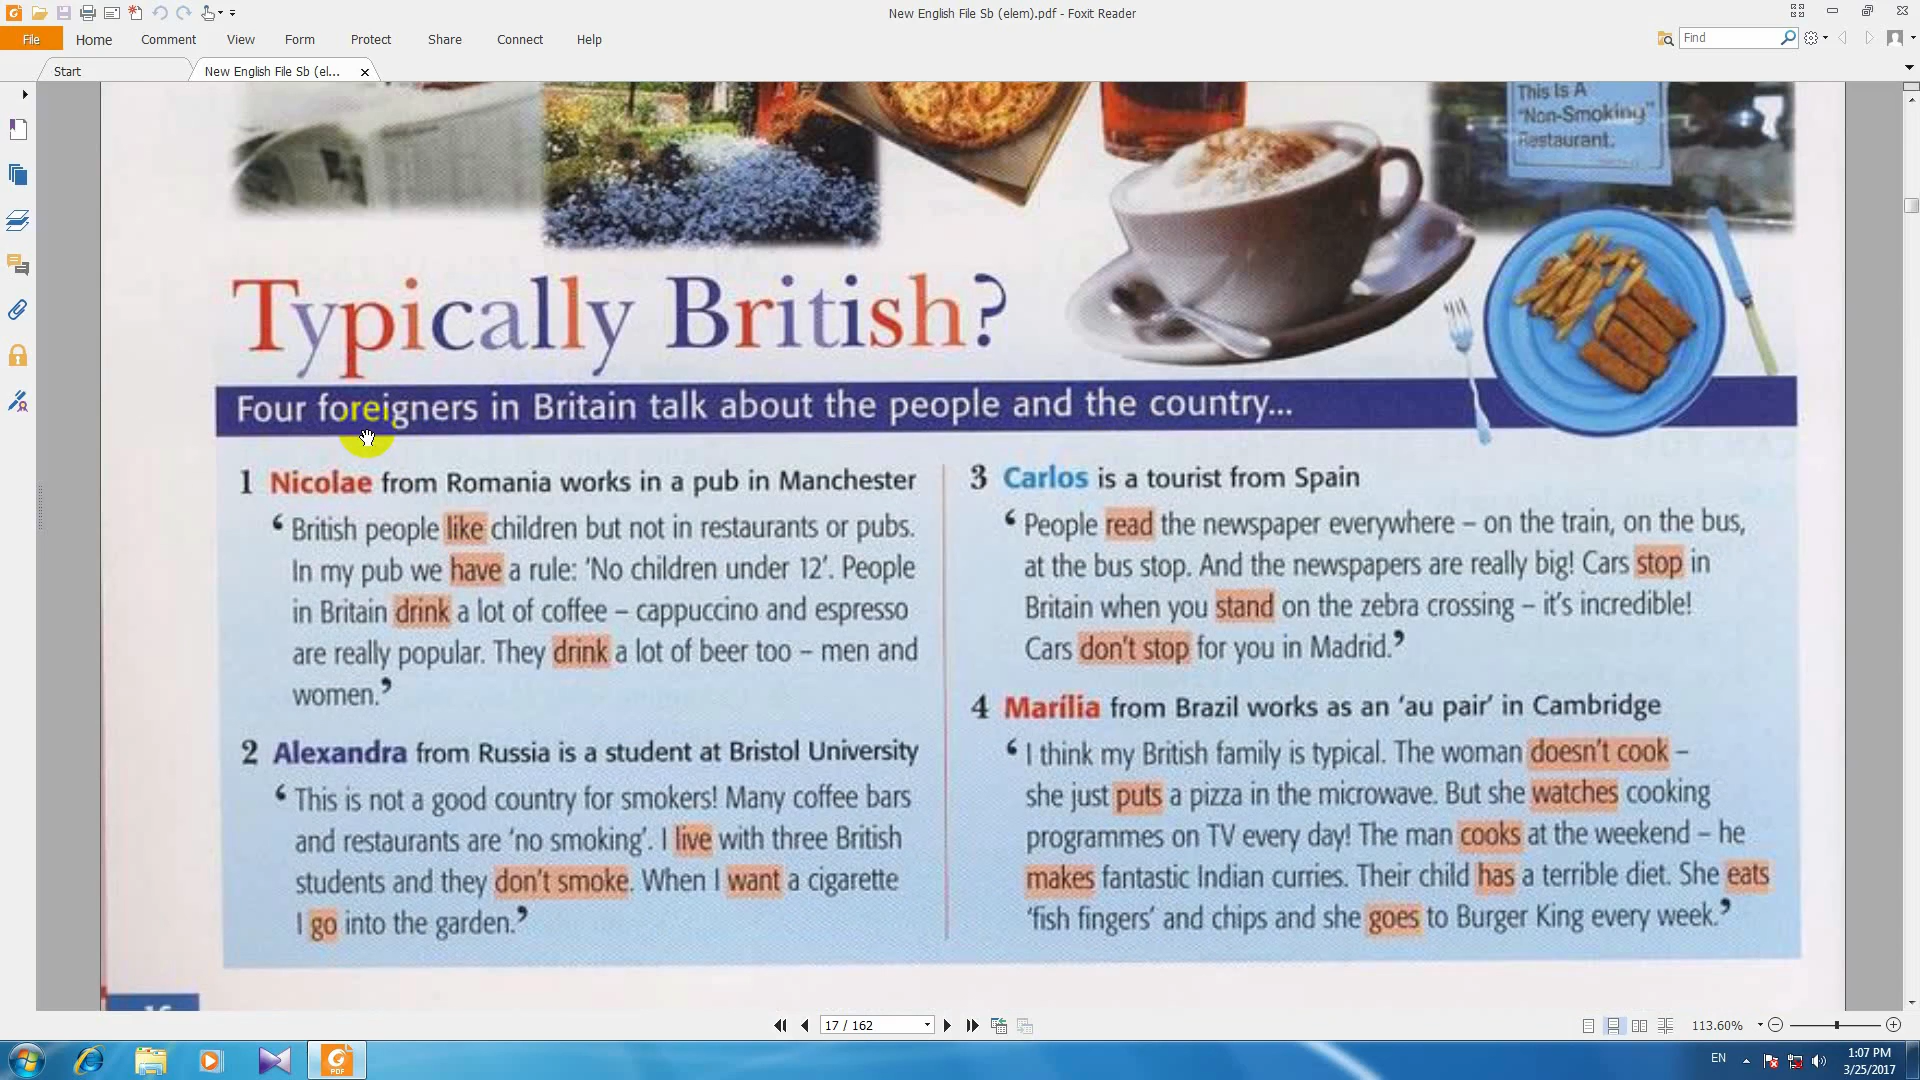 New English File Sb (elem).pdf - Foxit Reader
File Home Comment View Form Protect Share Connect Help
Find
Start
New English File Sb (el...
This Is A
"Non-Smoking"
Restaurant.
Typically British?
Four foreigners in Britain talk about the people and the country...
1 Nicolae from Romania works in a pub in Manchester
‘British people like children but not in restaurants or pubs.
In my pub we have a rule: ‘No children under 12’. People
in Britain drink a lot of coffee – cappuccino and espresso
are really popular. They drink a lot of beer too – men and
women.’
2 Alexandra from Russia is a student at Bristol University
‘This is not a good country for smokers! Many coffee bars
and restaurants are ‘no smoking’. I live with three British
students and they don't smoke. When I want a cigarette
I go into the garden.’
3 Carlos is a tourist from Spain
‘People read the newspaper everywhere – on the train, on the bus,
at the bus stop. And the newspapers are really big! Cars stop in
Britain when you stand on the zebra crossing – it's incredible!
Cars don't stop for you in Madrid.’
4 Marília from Brazil works as an ‘au pair’ in Cambridge
‘I think my British family is typical. The woman doesn't cook –
she just puts a pizza in the microwave. But she watches cooking
programmes on TV every day! The man cooks at the weekend – he
makes fantastic Indian curries. Their child has a terrible diet. She eats
‘fish fingers’ and chips and she goes to Burger King every week.’
17 / 162
113.60%
PDF
EN
1:07 PM
3/25/2017